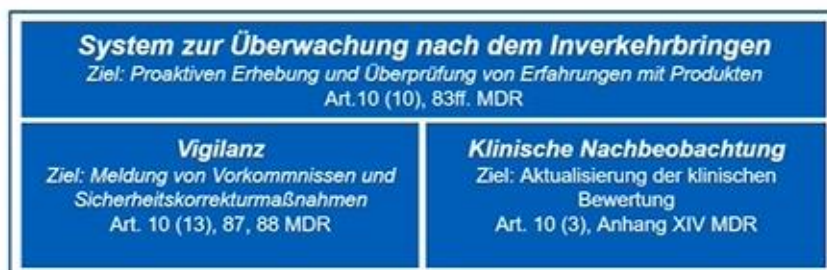 System zur Überwachung nach dem Inverkehrbringen
Ziel: Proaktiven Erhebung und Überprüfung von Erfahrungen mit Produkten
Art.10 (10), 83ff. MDR
Vigilanz
Ziel: Meldung von Vorkommnissen und
Sicherheitskorrekturmaßnahmen
Art. 10 (13), 87, 88 MDR
Klinische Nachbeobachtung
Ziel: Aktualisierung der klinischen
Bewertung
Art. 10 (3), Anhang XIV MDR